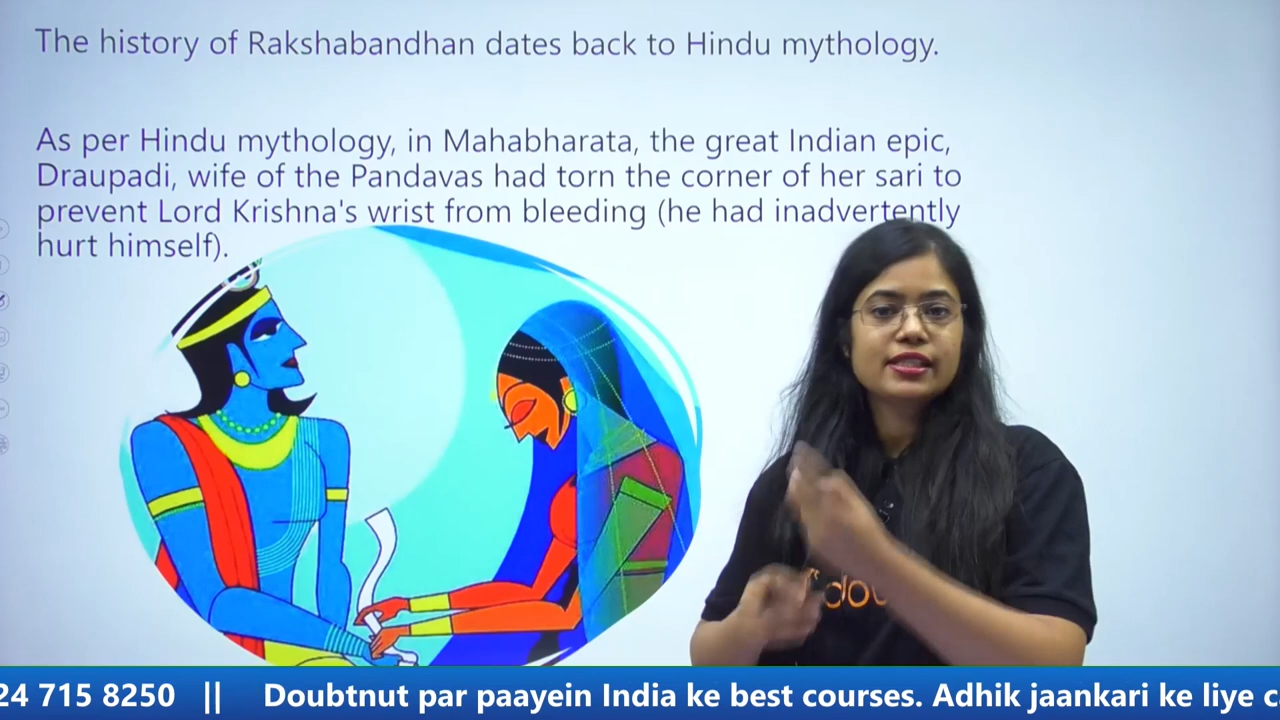 The history of Rakshabandhan dates back to Hindu mythology.
As per Hindu mythology, in Mahabharata, the great Indian epic,
Draupadi, wife of the Pandavas had torn the corner of her sari to
prevent Lord Krishna's wrist from bleeding (he had inadvertently
hurt himself).
dou
24 715 8250 || Doubtnut par paayein India ke best courses. Adhik jaankari ke liye c